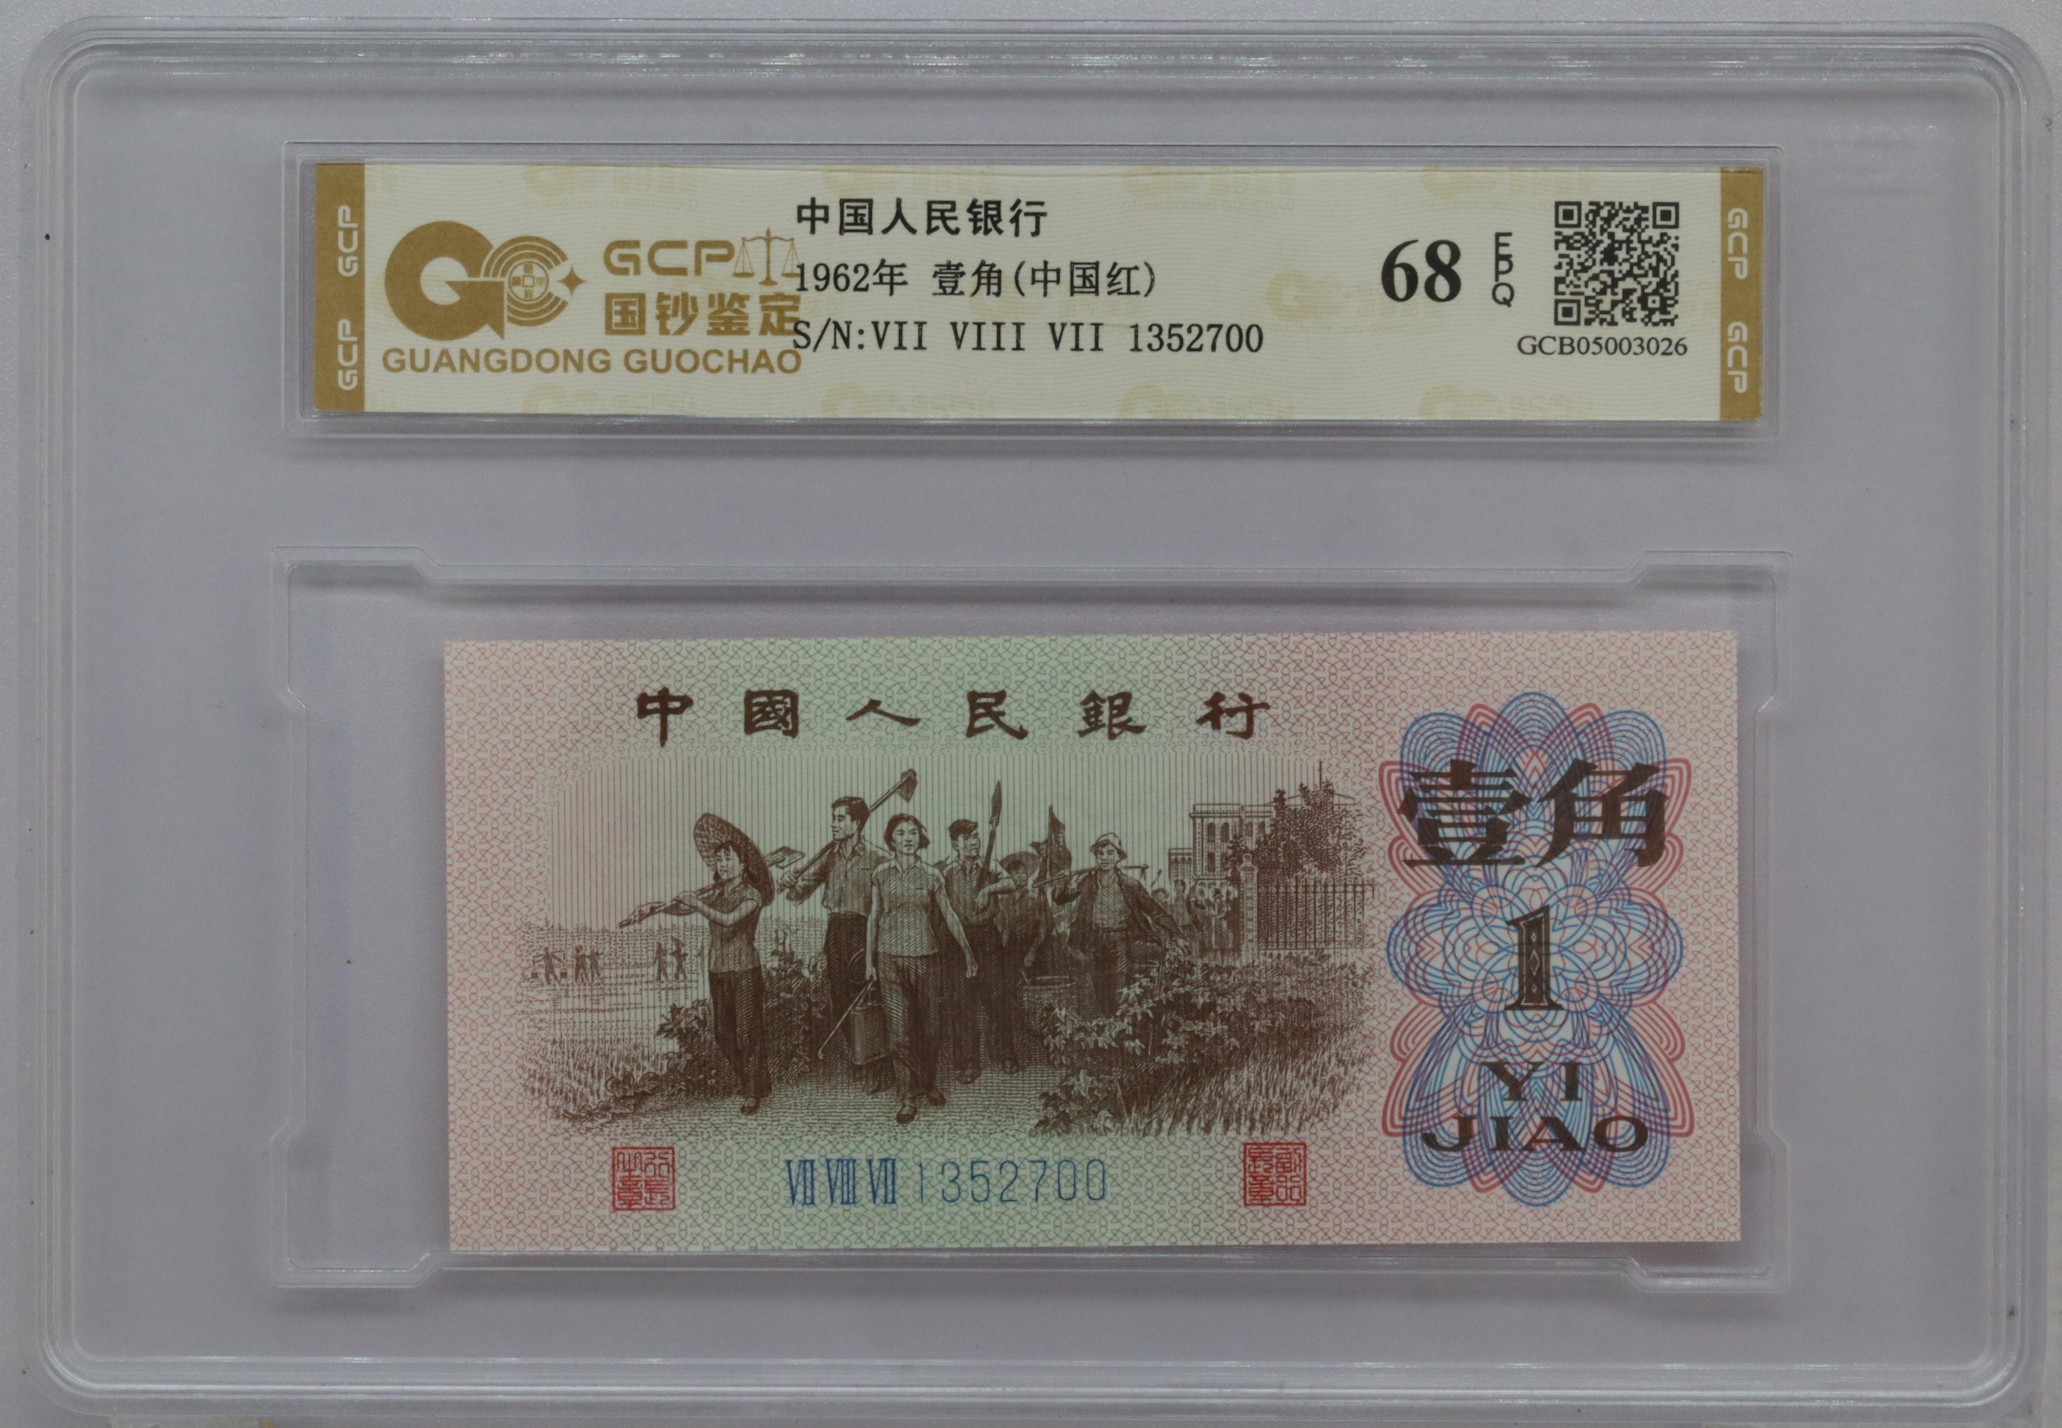 GCP
GCP
GCP
国钞鉴定
GUANGDONG GUOCHAO
中国人民银行
1962年 壹角(中国红)
S/N:VII VIII VII 1352700
68
EPQ
GCB05003026
GCP
GCP
中國人民銀行
壹角
1
YI
JIAO
VII VIII VII 1352700